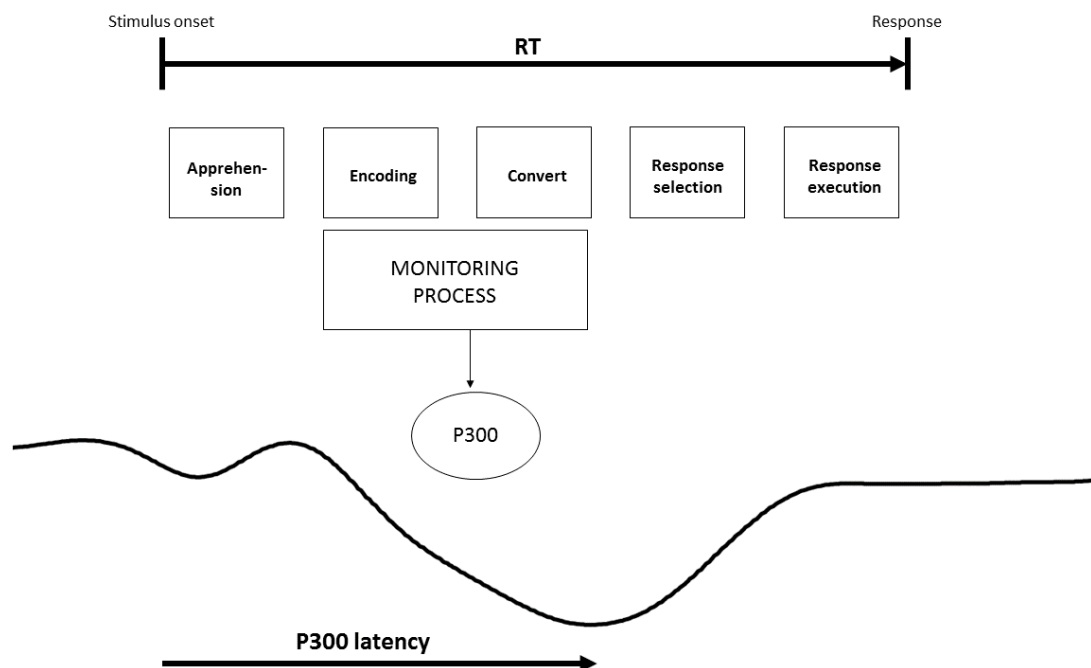 Stimulus onset
Response
RT
Apprehen-
sion
Encoding
Convert
Response
selection
Response
execution
MONITORING
PROCESS
P300
P300 latency